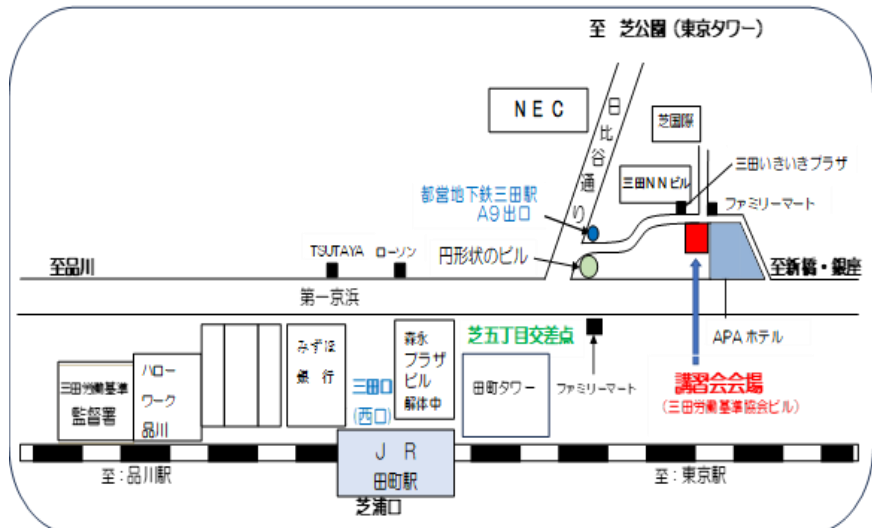 至 芝公園（東京タワー）
NEC
日比谷通り
芝国際
三田いきいきプラザ
三田NNビル
ファミリーマート
都営地下鉄三田駅
A9出口
円形状のビル
至品川
TSUTAYA ローソン
至新橋・銀座
第一京浜
APAホテル
芝五丁目交差点
ファミリーマート
講習会会場
（三田労働基準協会ビル）
三田労働基準
監督署
ハロー
ワーク
品川
みずほ
銀行
三田口
(西口)
森永
プラザ
ビル
解体中
田町タワー
JR
田町駅
至：品川駅
至：東京駅
芝浦口